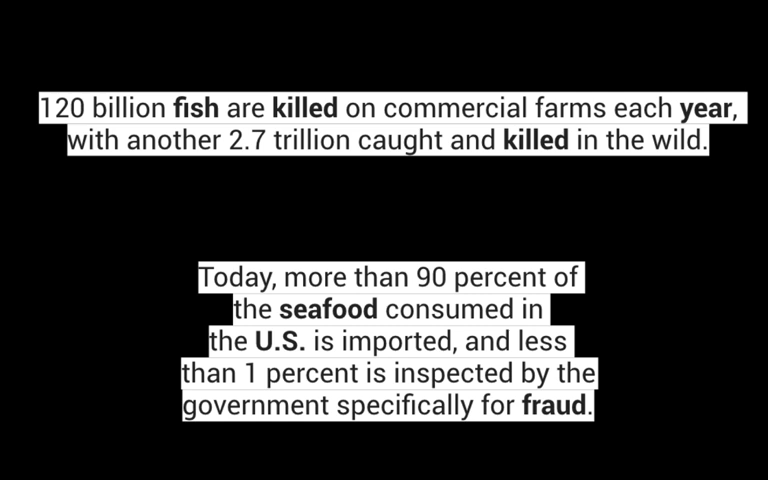 120 billion fish are killed on commercial farms each year,
with another 2.7 trillion caught and killed in the wild.
Today, more than 90 percent of
the seafood consumed in
the U.S. is imported, and less
than 1 percent is inspected by the
government specifically for fraud.